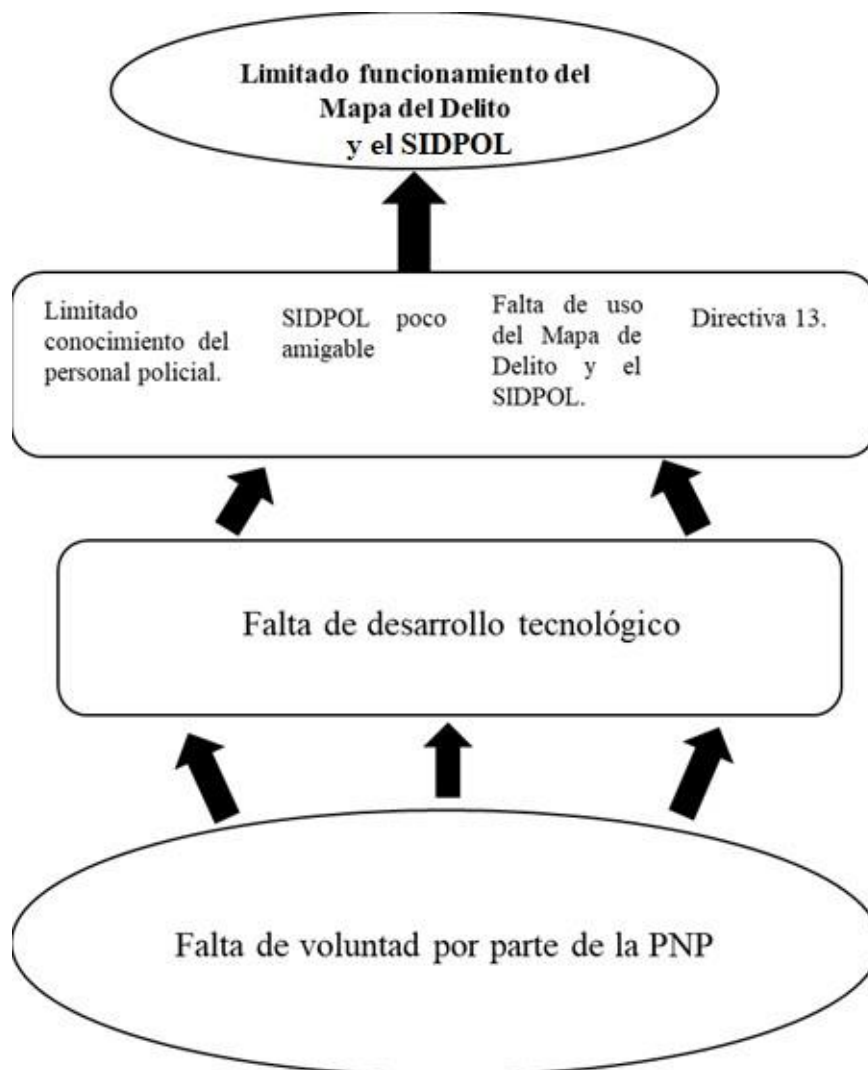 Limitado funcionamiento del
Mapa del Delito
y el SIDPOL
Limitado
conocimiento del
personal policial.
SIDPOL poco
amigable
Falta de uso
del Mapa de
Delito y el
SIDPOL.
Directiva 13.
Falta de desarrollo tecnológico
Falta de voluntad por parte de la PNP